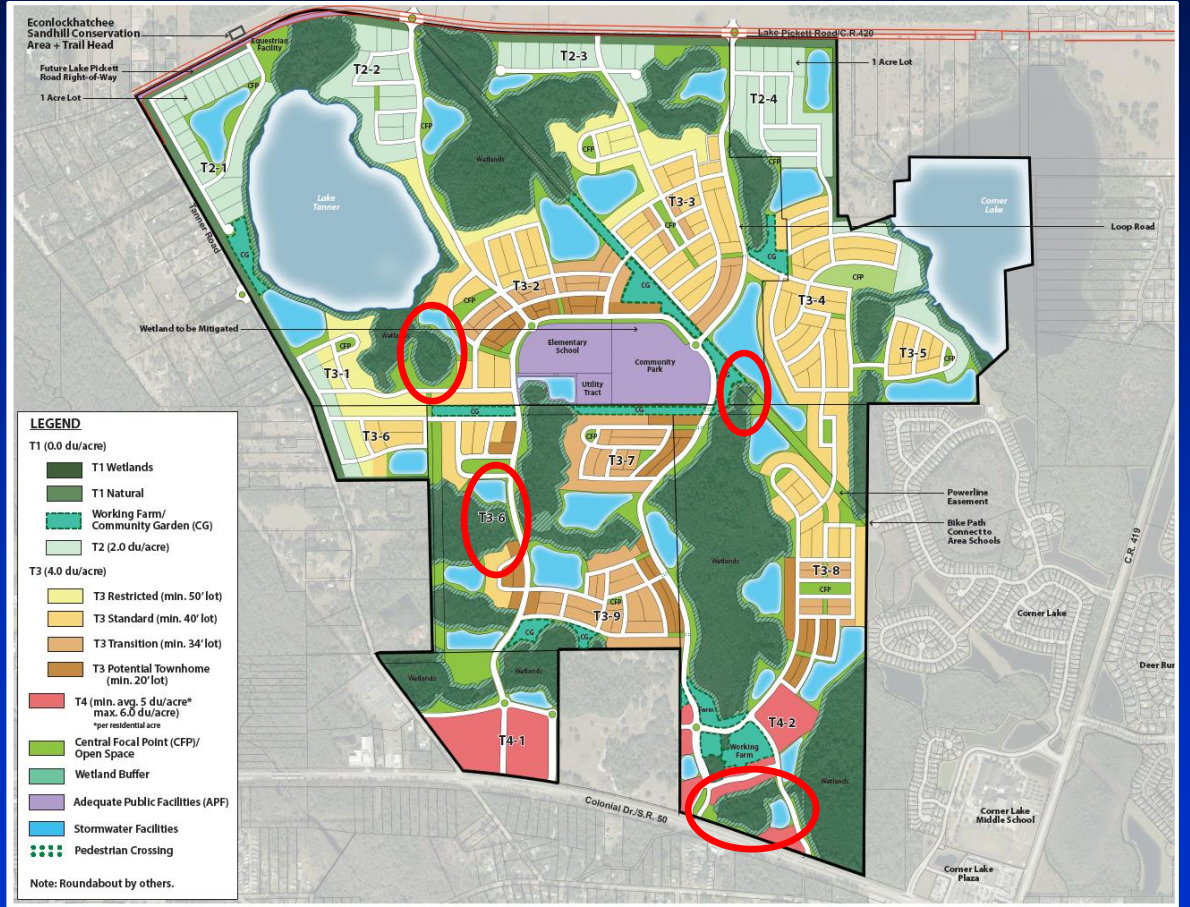 Econlockhatchee
Sandhill Conservation
Area + Trail Head
Equestrian
Facility
Lake Pickett Road/C.R.420
Future Lake Pickett
Road Right-of-Way
1 Acre Lot
CFP
T2-2
T2-3
1 Acre Lot
T2-4
CFP
CFP
CFP
Wetlands
T2-1
Lake
Tanner
Tanner Road
T3-3
CFP
Corner
Lake
Loop Road
CG
CG
CFP
T3-2
CG
CFP
T3-4
Wetland to be Mitigated
Wetlands
CFP
T3-1
Elementary
School
Community
Park
Utility
Tract
T3-5
CFP
CG
CG
T3-6
CFP
T3-7
T3-6
Powerline
Easement
Bike Path
Connect to
Area Schools
C.R. 419
Wetlands
T3-8
CFP
CFP
T3-9
CG
CG
Corner Lake
Deer Run
Wetlands
Wetlands
T4-1
Farm
T4-2
Working
Farm
Wetlands
Colonial Dr./S.R. 50
Corner Lake
Middle School
Corner Lake
Plaza
LEGEND
T1 (0.0 du/acre)
T1 Wetlands
T1 Natural
Working Farm/
Community Garden (CG)
T2 (2.0 du/acre)
T3 (4.0 du/acre)
T3 Restricted (min. 50' lot)
T3 Standard (min. 40' lot)
T3 Transition (min. 34' lot)
T3 Potential Townhome
(min. 20' lot)
T4 (min. avg. 5 du/acre*
max. 6.0 du/acre)
*per residential acre
Central Focal Point (CFP)/
Open Space
Wetland Buffer
Adequate Public Facilities (APF)
Stormwater Facilities
Pedestrian Crossing
Note: Roundabout by others.